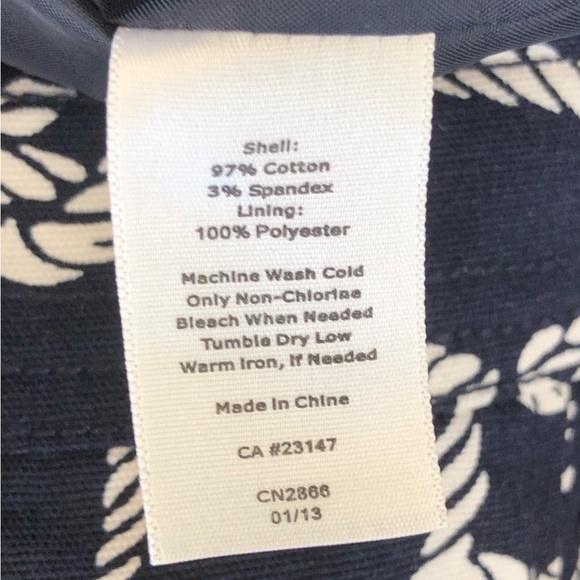 Shell:
97% Cotton
3% Spandex
Lining:
100% Polyester
Machine Wash Cold
Only Non-Chlorine
Bleach When Needed
Tumble Dry Low
Warm Iron, If Needed
Made in China
CA #23147
CN2866
01/13